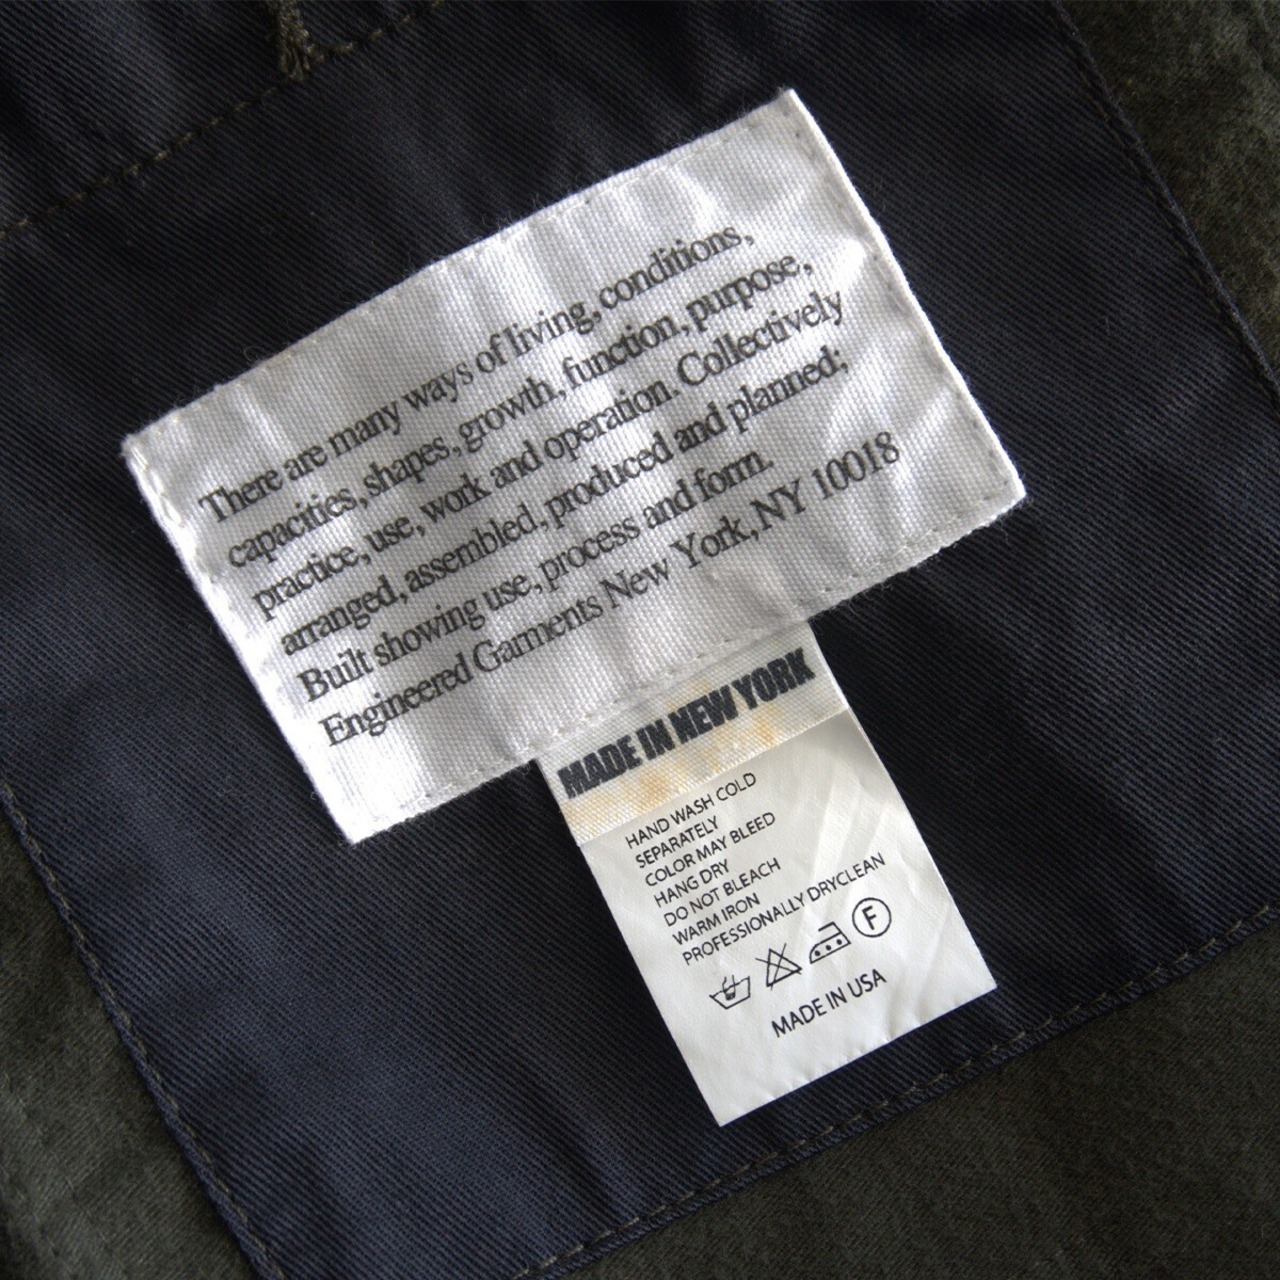 There are many ways of living, conditions,
capacities, shapes, growth, function, purpose,
practice, use, work and operation. Collectively
arranged, assembled, produced and planned;
Built showing use, process and form.
Engineered Garments New York, NY 10018
MADE IN NEW YORK
HAND WASH COLD
SEPARATELY
COLOR MAY BLEED
HANG DRY
DO NOT BLEACH
WARM IRON
PROFESSIONALLY DRYCLEAN
F
MADE IN USA